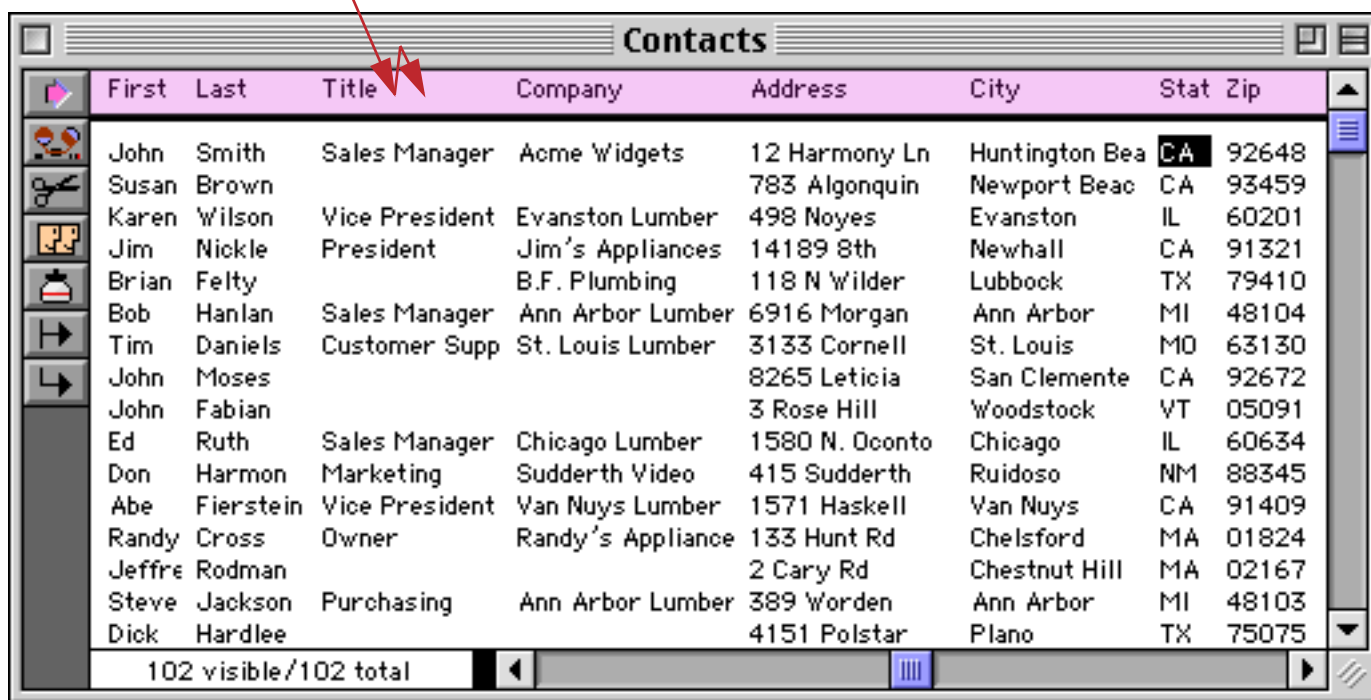 Contacts
First Last Title Company Address City Stat Zip
John Smith Sales Manager Acme Widgets 12 Harmony Ln Huntington Bea CA 92648
Susan Brown 783 Algonquin Newport Beac CA 93459
Karen Wilson Vice President Evanston Lumber 498 Noyes Evanston IL 60201
Jim Nickle President Jim's Appliances 14189 8th Newhall CA 91321
Brian Felty B.F. Plumbing 118 N Wilder Lubbock TX 79410
Bob Hanlan Sales Manager Ann Arbor Lumber 6916 Morgan Ann Arbor MI 48104
Tim Daniels Customer Supp St. Louis Lumber 3133 Cornell St. Louis MO 63130
John Moses 8265 Leticia San Clemente CA 92672
John Fabian 3 Rose Hill Woodstock VT 05091
Ed Ruth Sales Manager Chicago Lumber 1580 N. Oconto Chicago IL 60634
Don Harmon Marketing Sudderth Video 415 Sudderth Ruidoso NM 88345
Abe Fierstein Vice President Van Nuys Lumber 1571 Haskell Van Nuys CA 91409
Randy Cross Owner Randy's Appliance 133 Hunt Rd Chelsford MA 01824
Jeffre Rodman 2 Cary Rd Chestnut Hill MA 02167
Steve Jackson Purchasing Ann Arbor Lumber 389 Worden Ann Arbor MI 48103
Dick Hardlee 4151 Polstar Plano TX 75075
102 visible/102 total